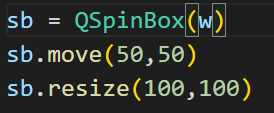 sb = QSpinBox(w)
sb.move(50,50)
sb.resize(100,100)